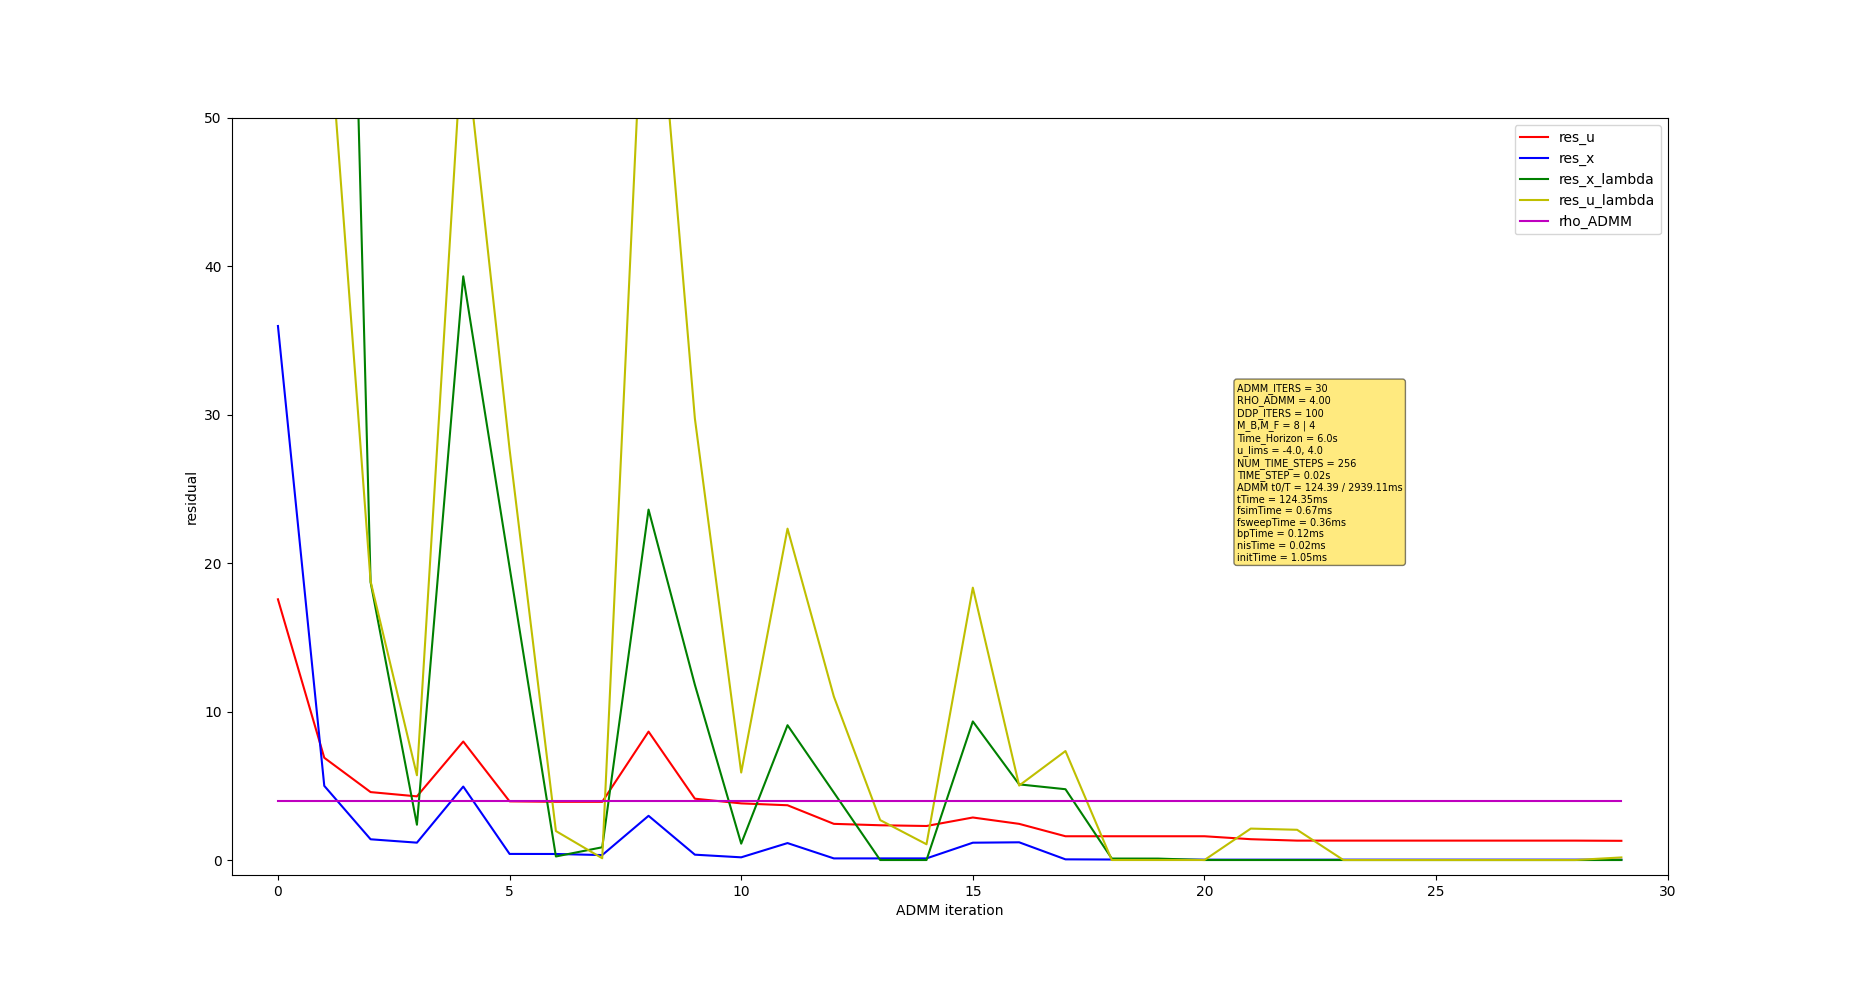 50
40
30
20
10
0
residual
0 5 10 15 20 25 30
ADMM iteration
res_u
res_x
res_x_lambda
res_u_lambda
rho_ADMM
ADMM_ITERS = 30
RHO_ADMM = 4.00
DDP_ITERS = 100
M_B,M_F = 8 | 4
Time_Horizon = 6.0s
u_lims = -4.0, 4.0
NUM_TIME_STEPS = 256
TIME_STEP = 0.02s
ADMM t0/T = 124.39 / 2939.11ms
tTime = 124.35ms
fsimTime = 0.67ms
fsweepTime = 0.36ms
bpTime = 0.12ms
nisTime = 0.02ms
initTime = 1.05ms